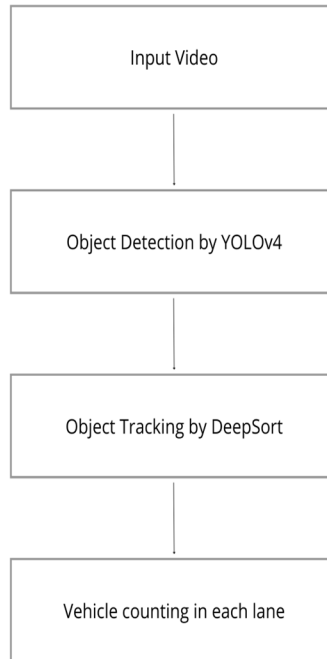 Input Video
Object Detection by YOLOv4
Object Tracking by DeepSort
Vehicle counting in each lane